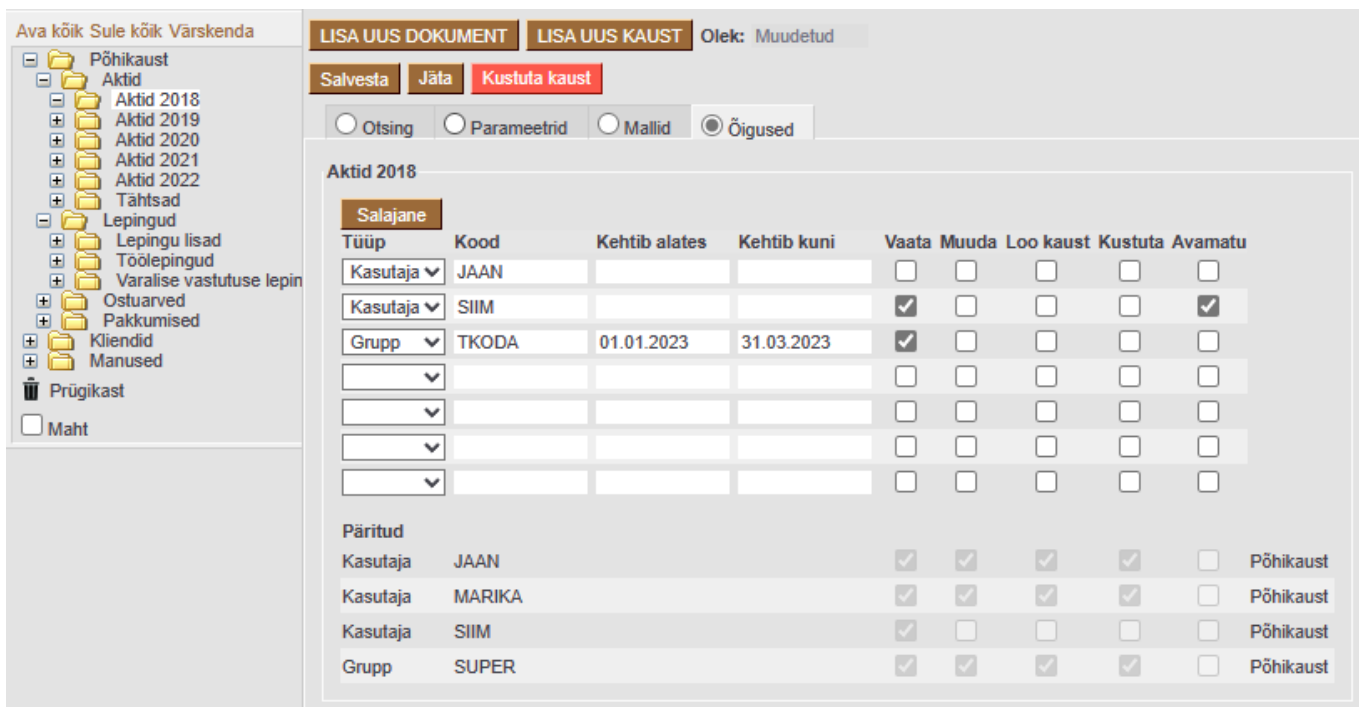 Ava kõik Sule kõik Värskenda
Põhikaust
Aktid
Aktid 2018
Aktid 2019
Aktid 2020
Aktid 2021
Aktid 2022
Tähtsad
Lepingud
Lepingu lisad
Töölepingud
Varalise vastutuse lepin
Ostuarved
Pakkumised
Kliendid
Manused
Prügikast
Maht
LISA UUS DOKUMENT LISA UUS KAUST Olek: Muudetud
Salvesta Jäta Kustuta kaust
Otsing Parameetrid Mallid Õigused
Aktid 2018
Salajane
Tüüp Kood Kehtib alates Kehtib kuni Vaata Muuda Loo kaust Kustuta Avamatu
Kasutaja JAAN
Kasutaja SIIM
Grupp TKODA 01.01.2023 31.03.2023
Päritud
Kasutaja JAAN Põhikaust
Kasutaja MARIKA Põhikaust
Kasutaja SIIM Põhikaust
Grupp SUPER Põhikaust